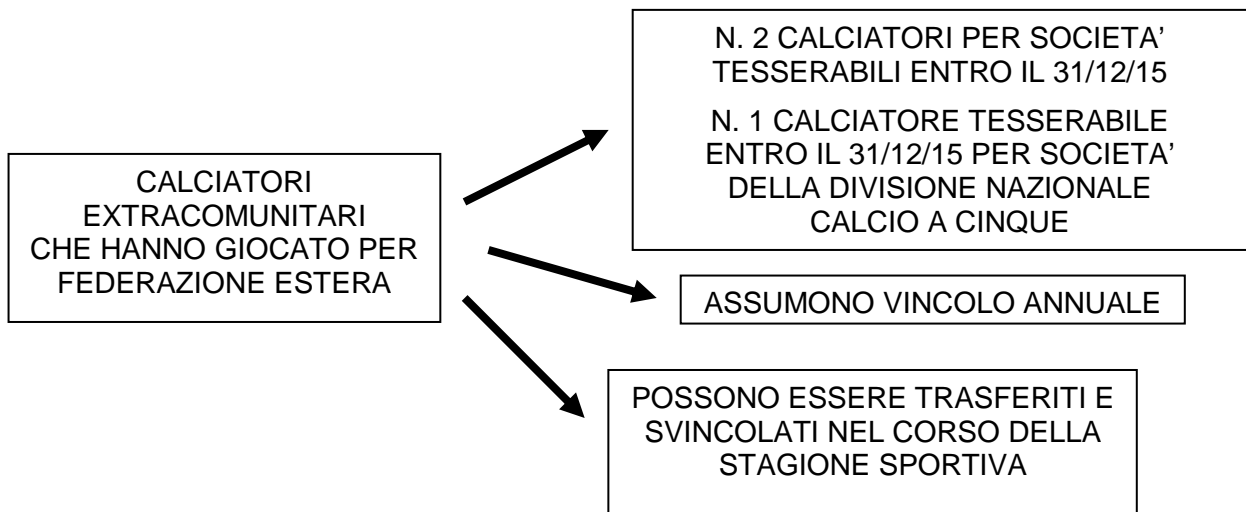 CALCIATORI
EXTRACOMUNITARI
CHE HANNO GIOCATO PER
FEDERAZIONE ESTERA
N. 2 CALCIATORI PER SOCIETA’
TESSERABILI ENTRO IL 31/12/15
N. 1 CALCIATORE TESSERABILE
ENTRO IL 31/12/15 PER SOCIETA’
DELLA DIVISIONE NAZIONALE
CALCIO A CINQUE
ASSUMONO VINCOLO ANNUALE
POSSONO ESSERE TRASFERITI E
SVINCOLATI NEL CORSO DELLA
STAGIONE SPORTIVA